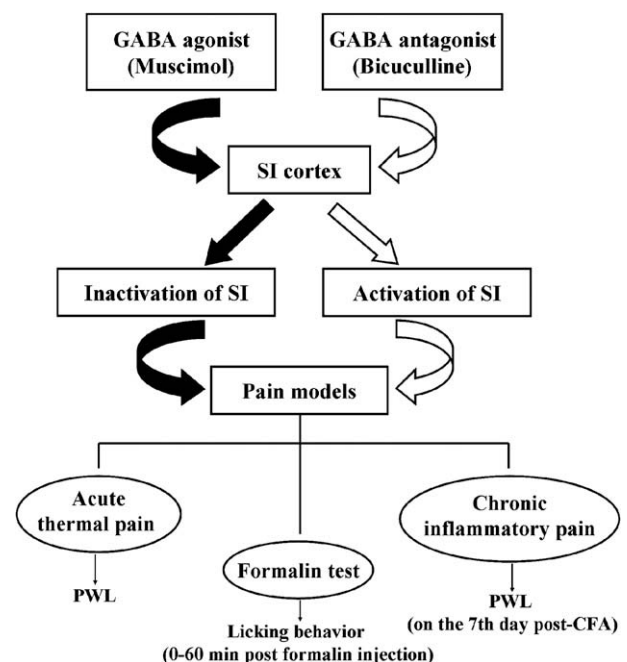 GABA agonist
(Muscimol)
GABA antagonist
(Bicuculline)
SI cortex
Inactivation of SI
Activation of SI
Pain models
Acute
thermal pain
PWL
Formalin test
Licking behavior
(0-60 min post formalin injection)
Chronic
inflammatory pain
PWL
(on the 7th day post-CFA)